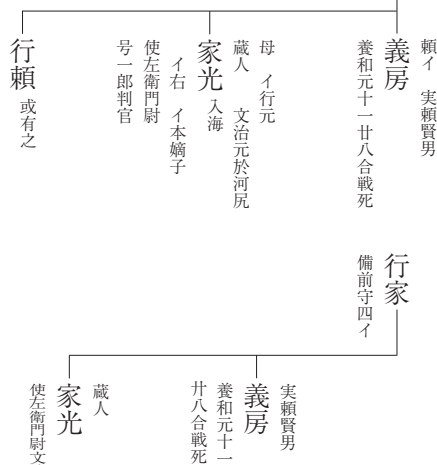 頼イ　実頼賢男
義房
養和元十一廿八合戦死
母　イ行元
蔵人　文治元於河尻
家光　入海
イ右　イ本嫡子
使左衛門尉
号一郎判官
行頼　或有之
行家
備前守四イ
実頼賢男
義房
養和元十一
廿八合戦死
蔵人
家光
使左衛門尉文